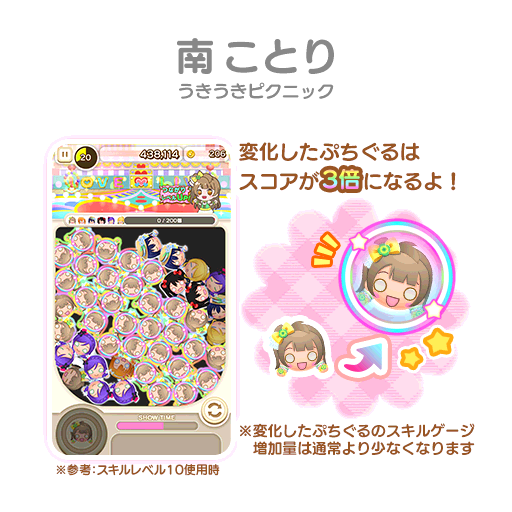 南 ことり
うきうきピクニック
20
438,114
206
0 / 200個
SHOW TIME
変化したぷちぐるは
スコアが3倍になるよ！
※変化したぷちぐるのスキルゲージ
増加量は通常より少なくなります
※参考：スキルレベル10使用時